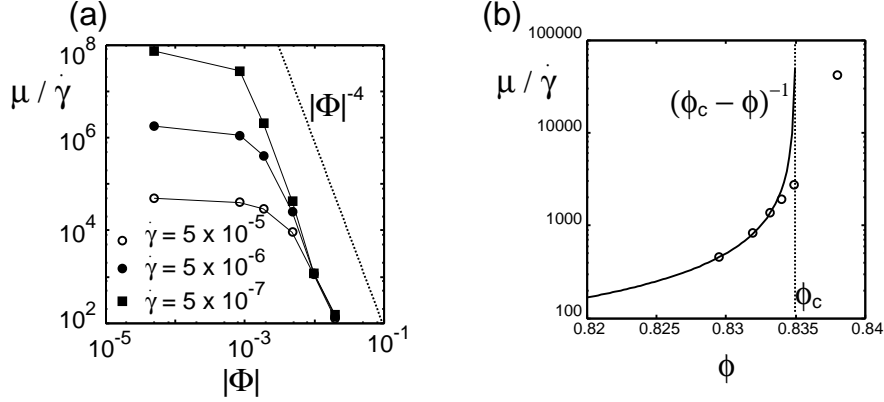 (a)
μ / γ̇
10^8
10^6
10^4
10^2
|Φ|^-4
γ̇ = 5 x 10^-5
γ̇ = 5 x 10^-6
γ̇ = 5 x 10^-7
10^-5
10^-3
10^-1
|Φ|
(b)
μ / γ̇
100000
10000
1000
100
(ϕc − ϕ)^-1
ϕc
0.82
0.825
0.83
0.835
0.84
ϕ